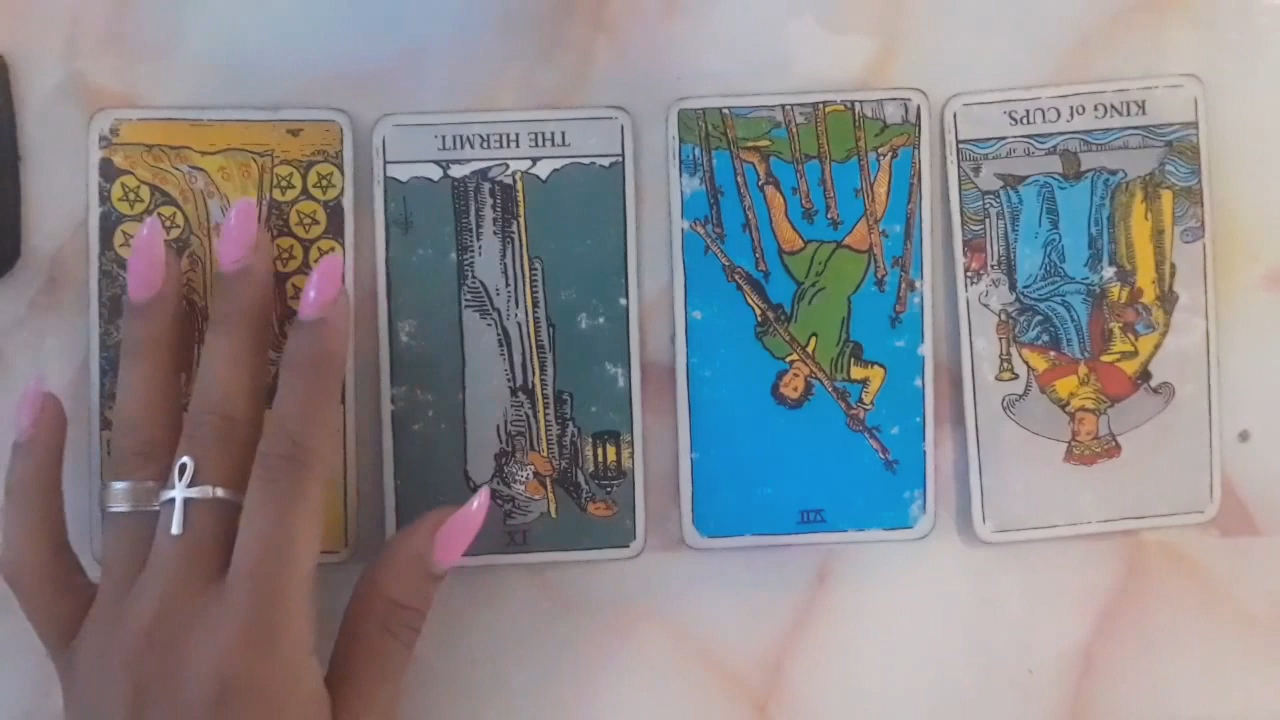 THE HERMIT.
IX
VII
KING of CUPS.